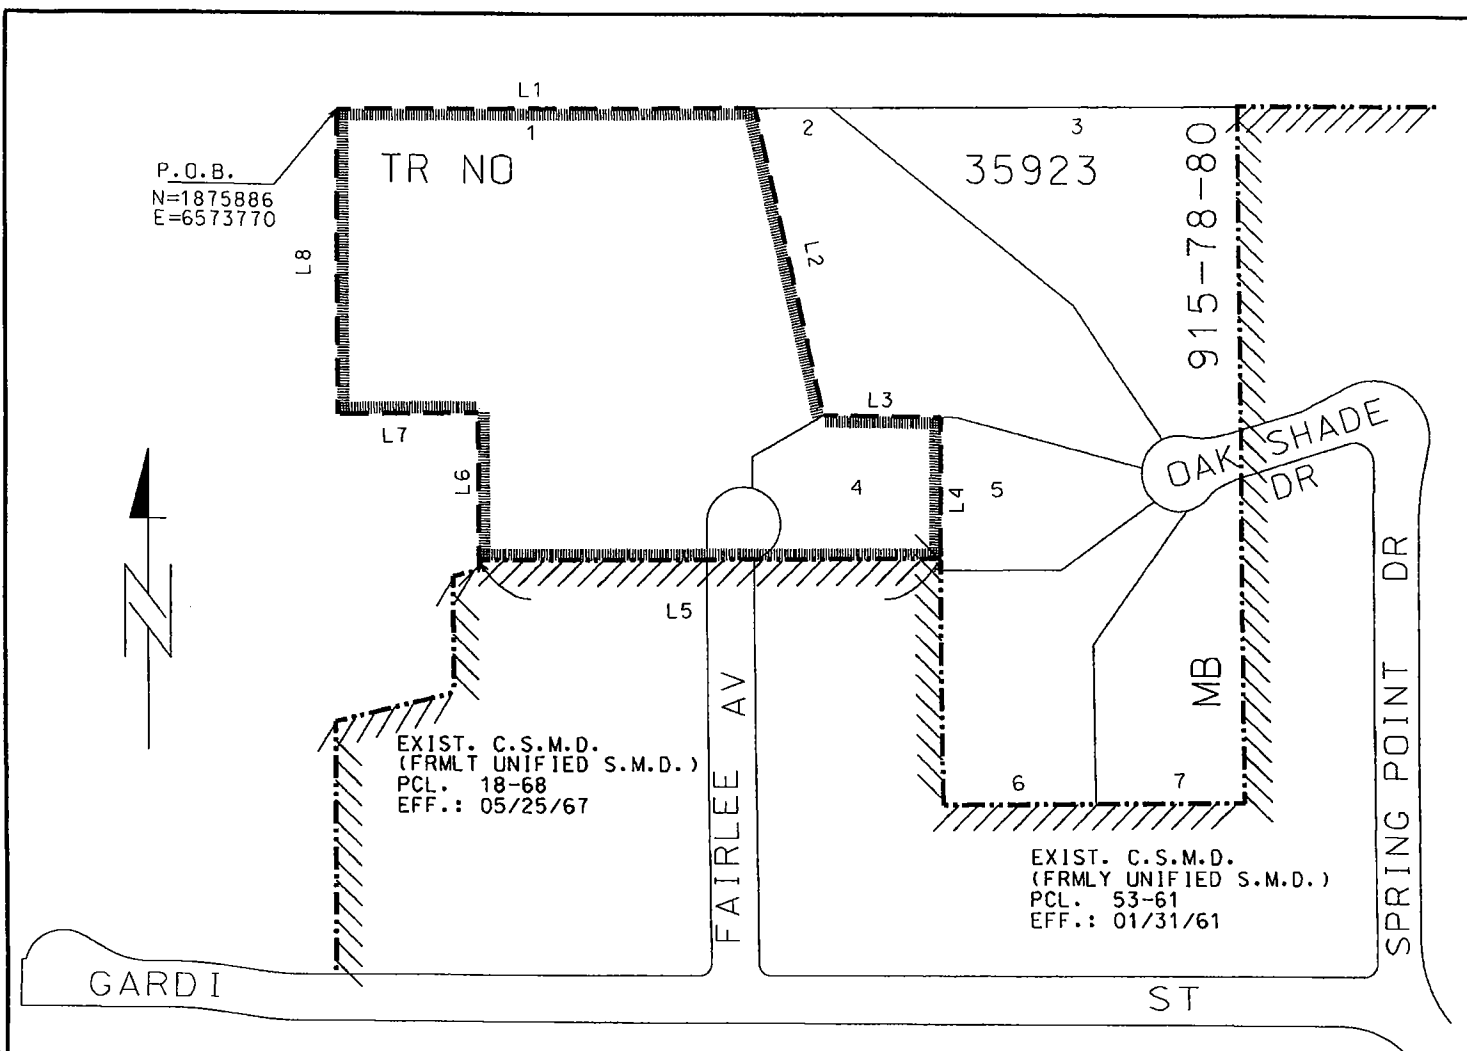 L1
1
2
3
TR NO
35923
P.O.B.
N=1875886
E=6573770
915-78-80
L8
L2
L3
L7
L6
4
L4
5
OAK SHADE
DR
L5
MB
FAIRLEE AV
SPRING POINT DR
EXIST. C.S.M.D.
(FRMLT UNIFIED S.M.D.)
PCL. 18-68
EFF.: 05/25/67
6
7
EXIST. C.S.M.D.
(FRMLY UNIFIED S.M.D.)
PCL. 53-61
EFF.: 01/31/61
GARDI ST
N